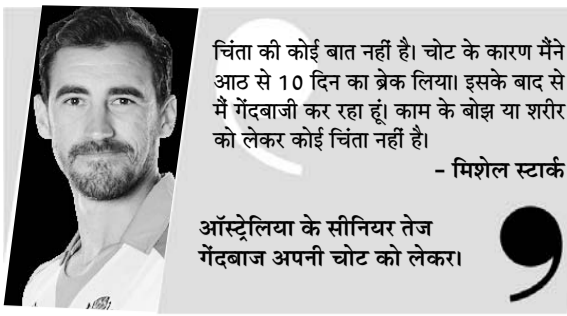 चिंता की कोई बात नहीं है। चोट के कारण मैंने
आठ से 10 दिन का ब्रेक लिया। इसके बाद से
मैं गेंदबाजी कर रहा हूं। काम के बोझ या शरीर
को लेकर कोई चिंता नहीं है।
– मिशेल स्टार्क
ऑस्ट्रेलिया के सीनियर तेज
गेंदबाज अपनी चोट को लेकर।